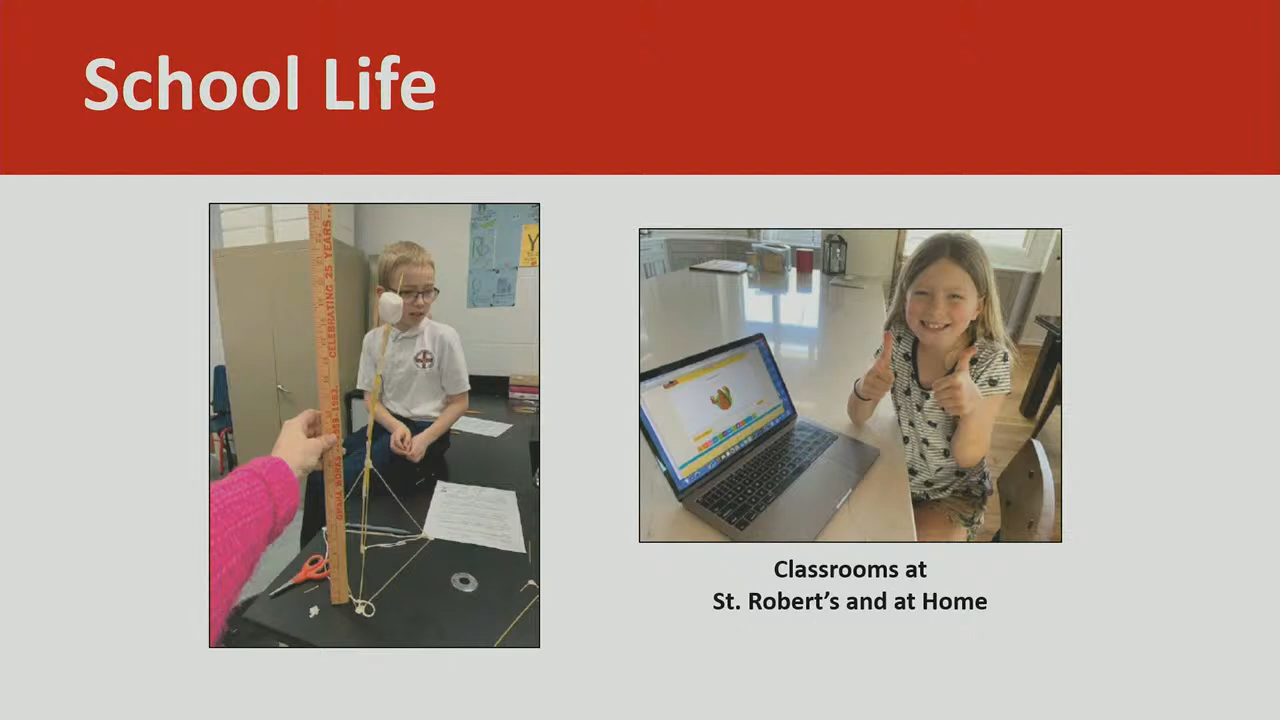 School Life
CELEBRATING 25 YEARS...
Y
Classrooms at
St. Robert’s and at Home